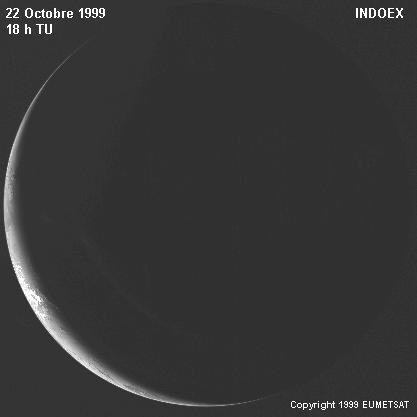 22 Octobre 1999
INDOEX
18 h TU
Copyright 1999 EUMETSAT